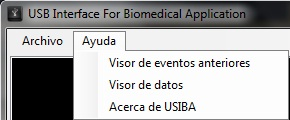 USB Interface For Biomedical Application
Archivo Ayuda
Visor de eventos anteriores
Visor de datos
Acerca de USIBA